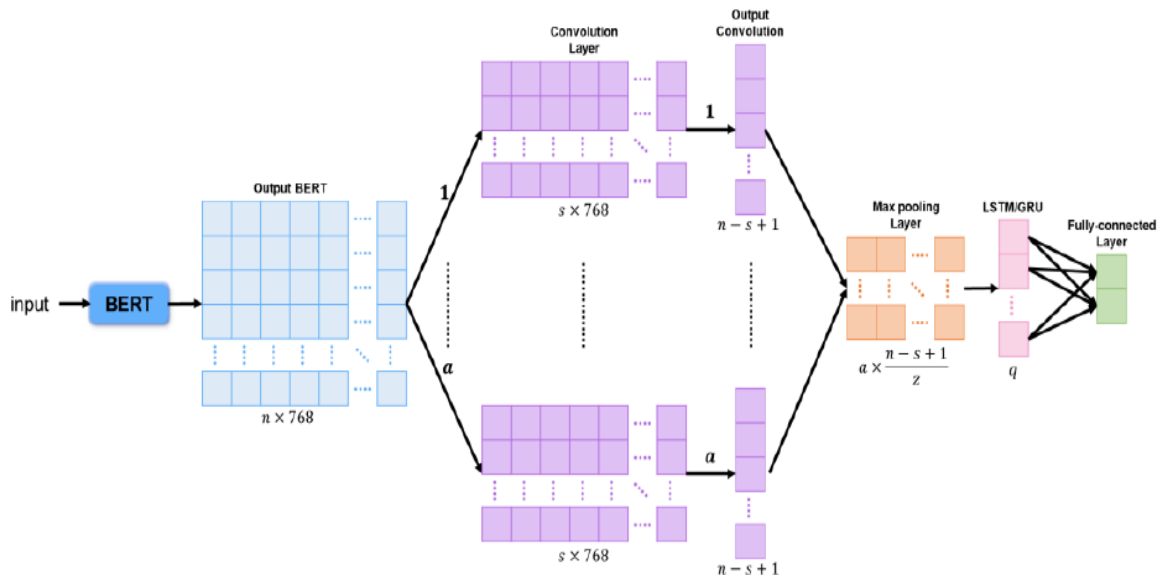 input
BERT
Output BERT
n × 768
1
a
Convolution
Layer
s × 768
s × 768
1
a
Output
Convolution
n − s + 1
n − s + 1
Max pooling
Layer
a × (n − s + 1)/z
LSTM/GRU
q
Fully-connected
Layer